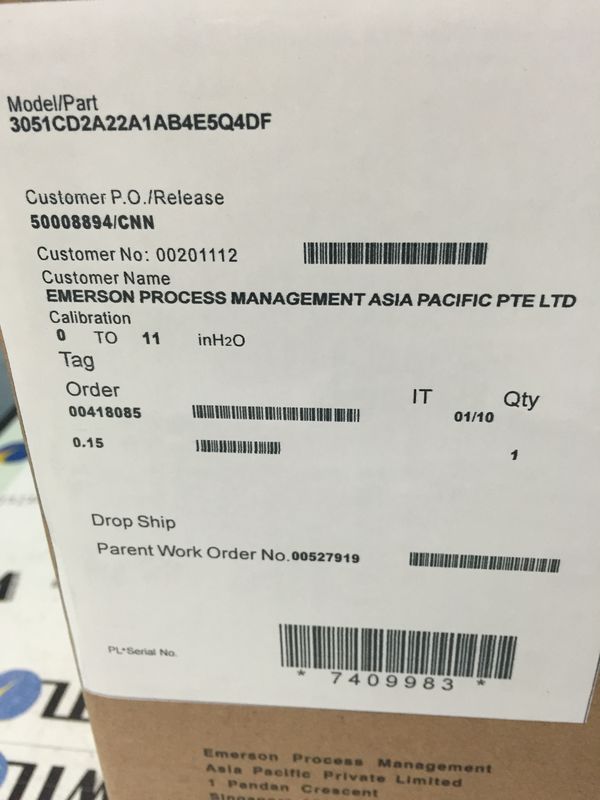 Model/Part
3051CD2A22A1AB4E5Q4DF
Customer P.O./Release
50008894/CNN
Customer No: 00201112
Customer Name
EMERSON PROCESS MANAGEMENT ASIA PACIFIC PTE LTD
Calibration
0 TO 11 inH2O
Tag
Order IT Qty
00418085 01/10
0.15 1
Drop Ship
Parent Work Order No.00527919
PL*Serial No.
* 7409983 *
Emerson Process Management
Asia Pacific Private Limited
1 Pandan Crescent